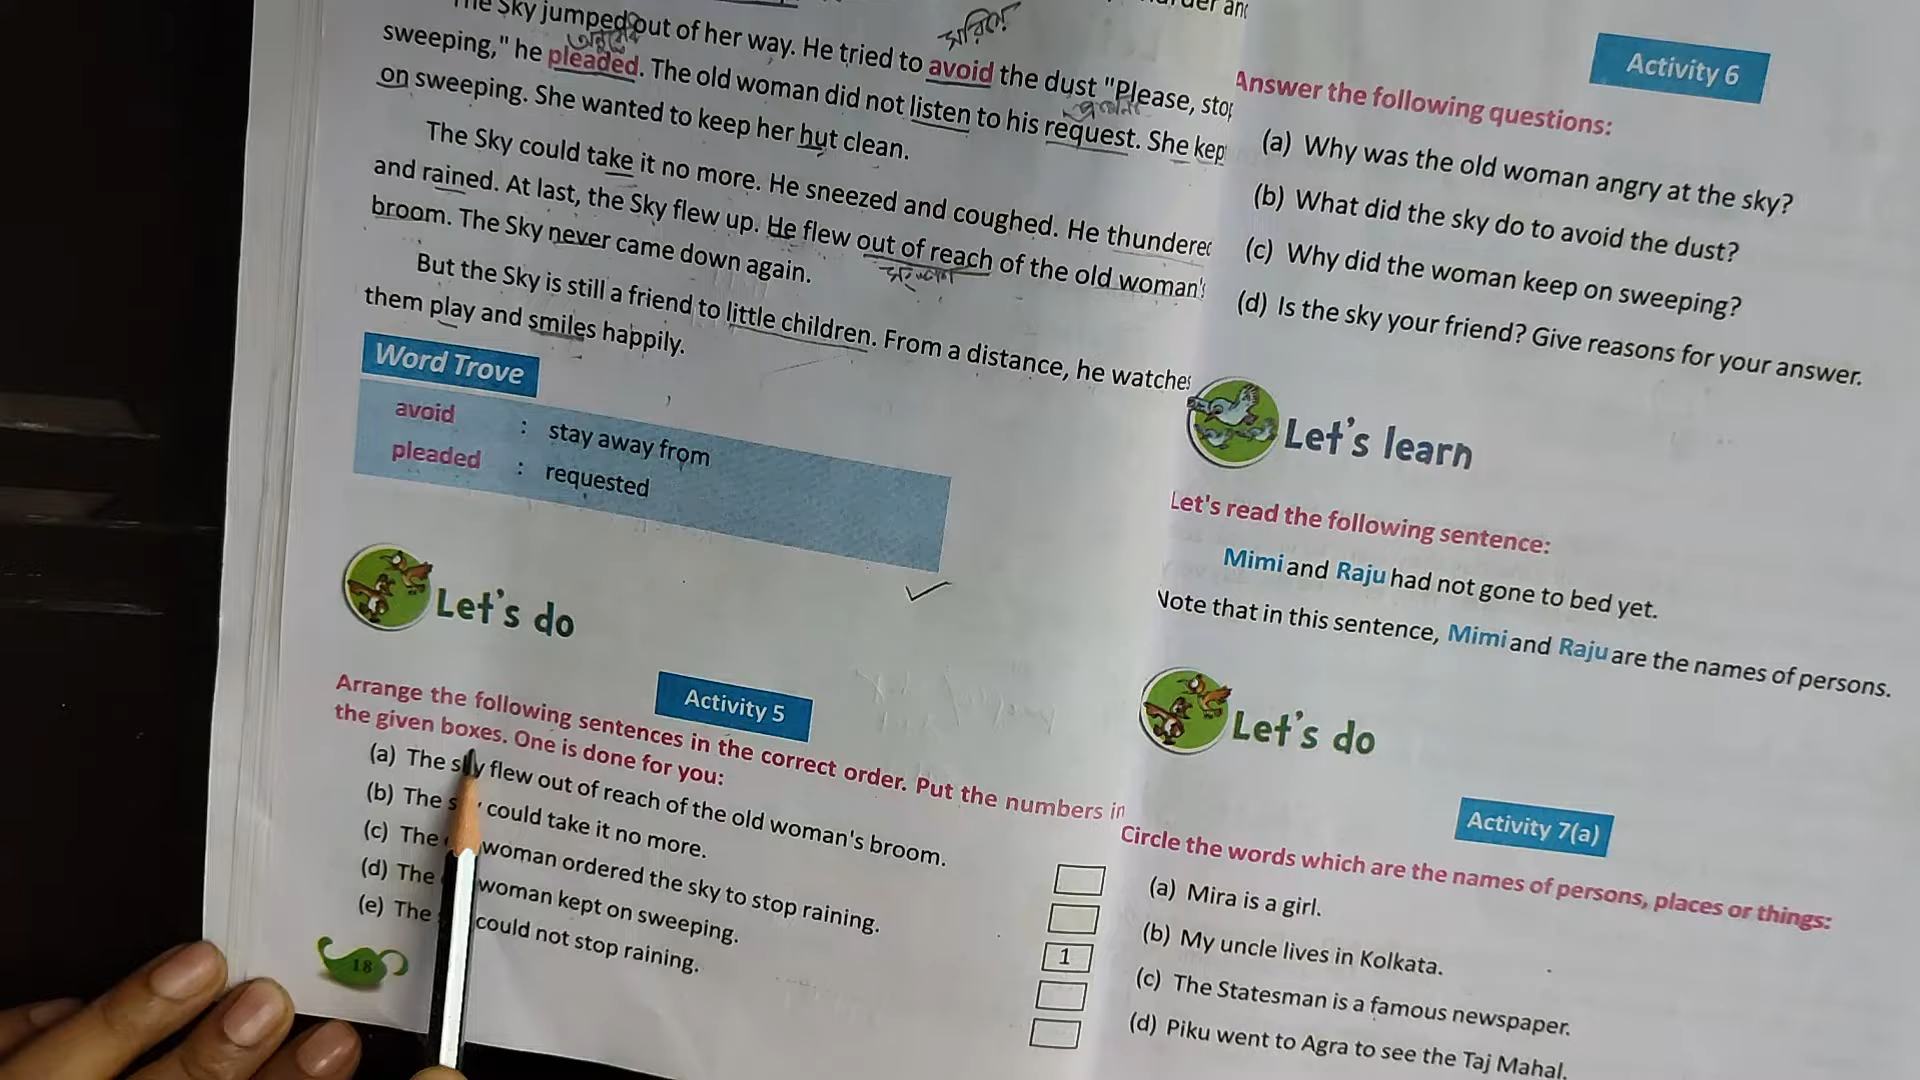 The Sky jumped out of her way. He tried to avoid the dust "Please, stop
sweeping," he pleaded. The old woman did not listen to his request. She kept
on sweeping. She wanted to keep her hut clean.
The Sky could take it no more. He sneezed and coughed. He thundered
and rained. At last, the Sky flew up. He flew out of reach of the old woman's
broom. The Sky never came down again.
But the Sky is still a friend to little children. From a distance, he watches
them play and smiles happily.
Word Trove
avoid : stay away from
pleaded : requested
Let's do
Activity 5
Arrange the following sentences in the correct order. Put the numbers in
the given boxes. One is done for you:
(a) The sky flew out of reach of the old woman's broom.
(b) The sky could take it no more.
(c) The woman ordered the sky to stop raining.
(d) The woman kept on sweeping.
(e) The could not stop raining.
1
18
Activity 6
Answer the following questions:
(a) Why was the old woman angry at the sky?
(b) What did the sky do to avoid the dust?
(c) Why did the woman keep on sweeping?
(d) Is the sky your friend? Give reasons for your answer.
Let's learn
Let's read the following sentence:
Mimi and Raju had not gone to bed yet.
Note that in this sentence, Mimi and Raju are the names of persons.
Let's do
Activity 7(a)
Circle the words which are the names of persons, places or things:
(a) Mira is a girl.
(b) My uncle lives in Kolkata.
(c) The Statesman is a famous newspaper.
(d) Piku went to Agra to see the Taj Mahal.